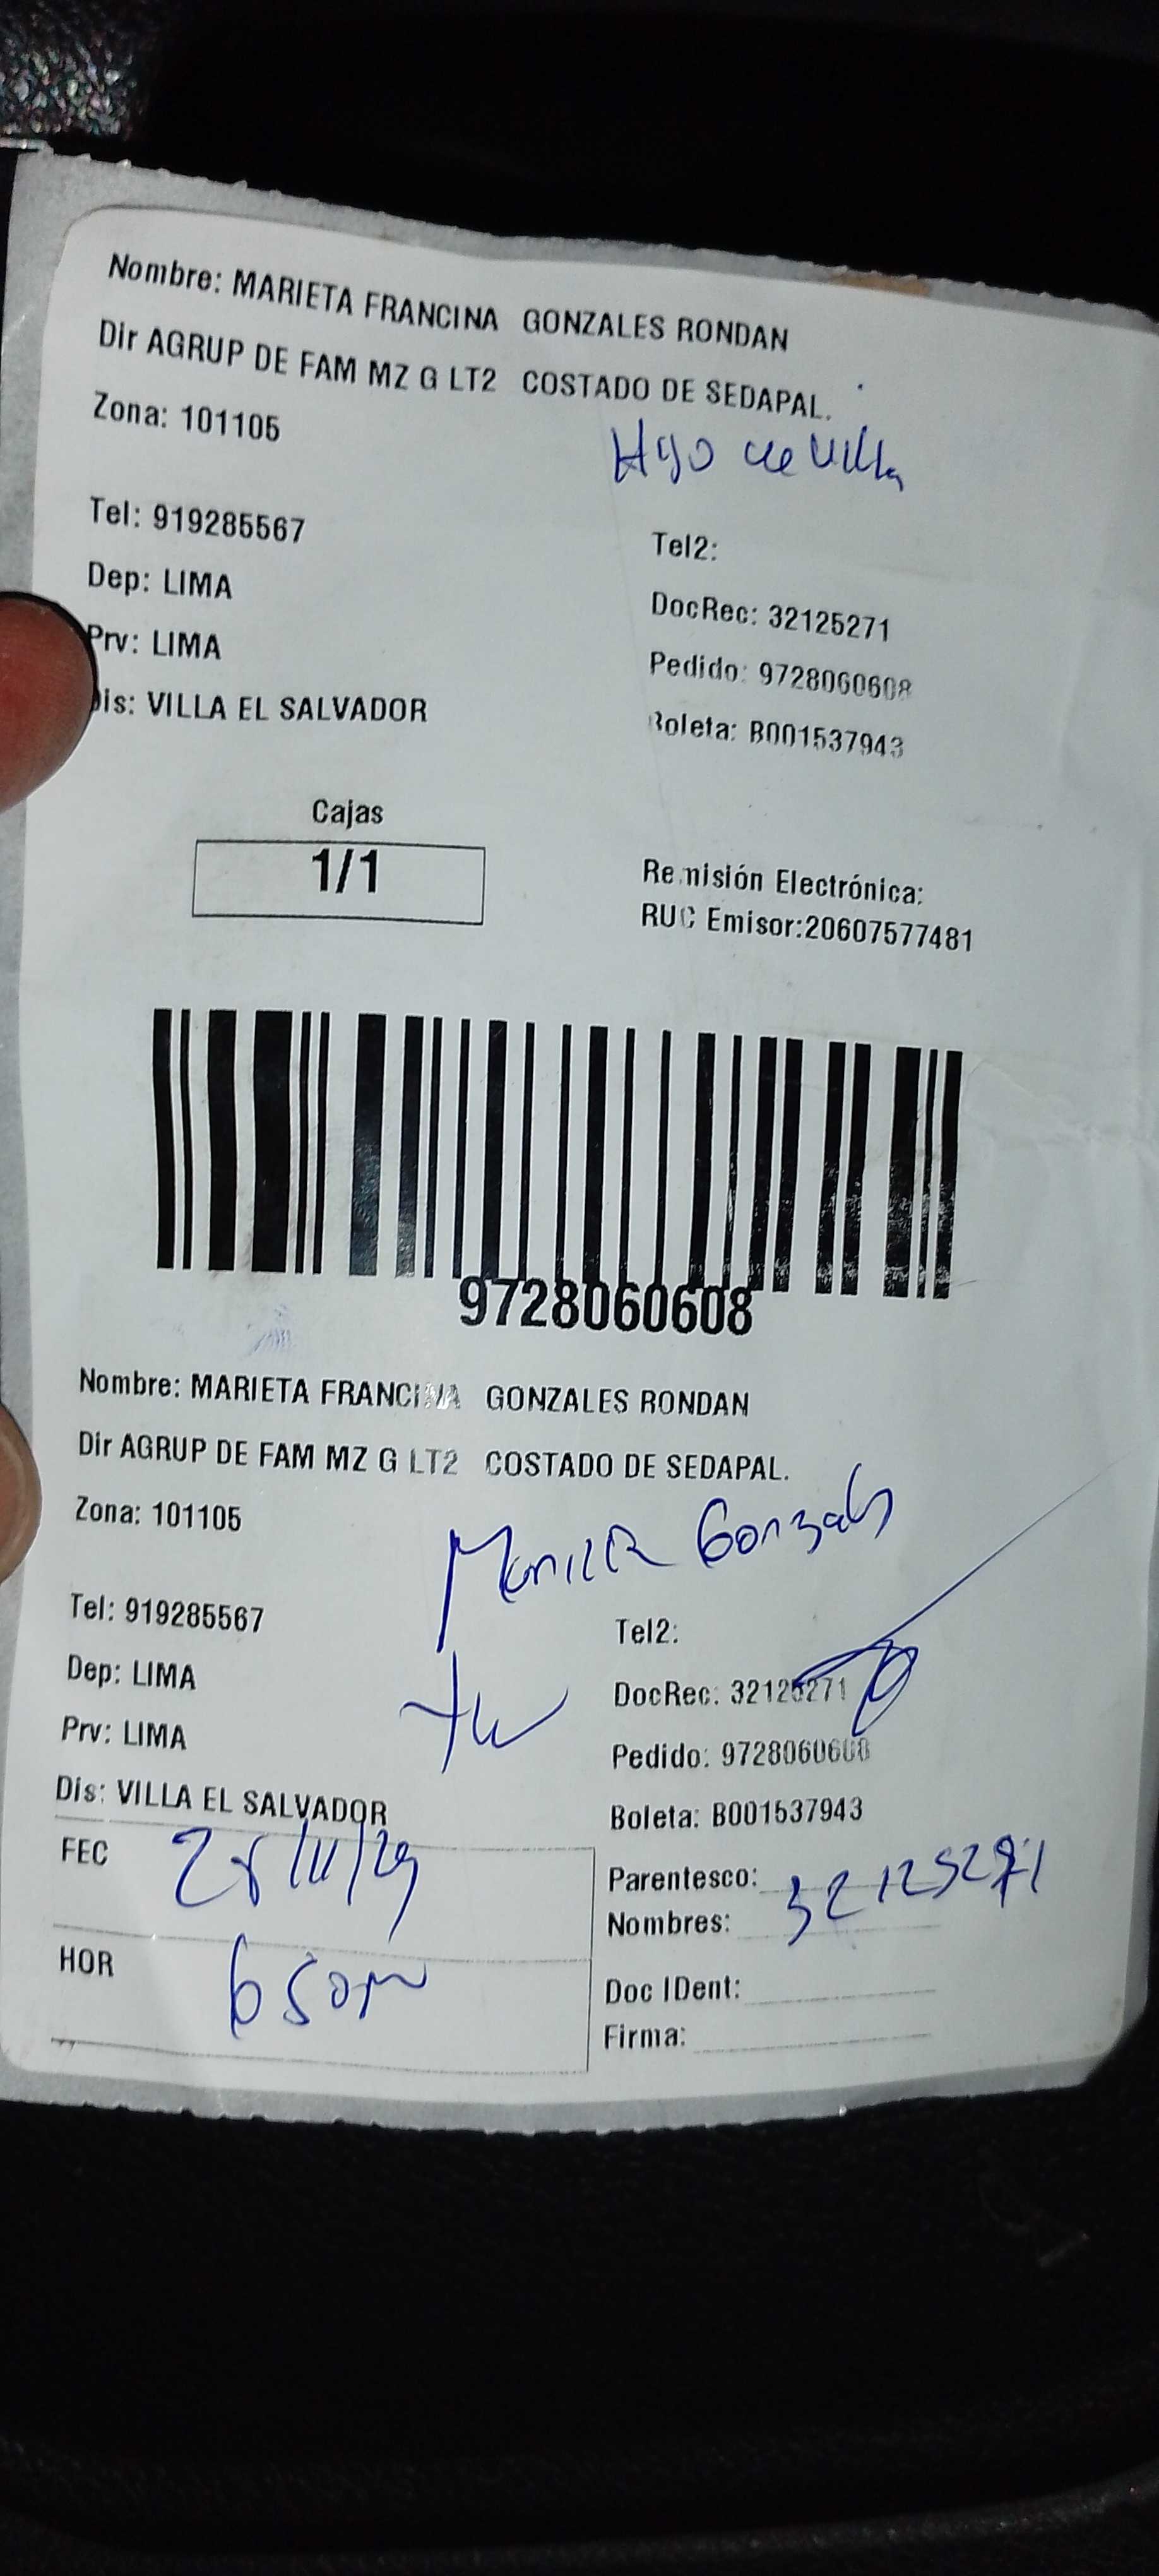 Nombre: MARIETA FRANCINA GONZALES RONDAN
Dir AGRUP DE FAM MZ G LT2 COSTADO DE SEDAPAL.
Zona: 101105
Tel: 919285567
Tel2:
Dep: LIMA
DocRec: 32125271
Prv: LIMA
Pedido: 9728060608
Dis: VILLA EL SALVADOR
Boleta: B001537943
Cajas
1/1
Remisión Electrónica:
RUC Emisor:20607577481
9728060608
Nombre: MARIETA FRANCINA GONZALES RONDAN
Dir AGRUP DE FAM MZ G LT2 COSTADO DE SEDAPAL.
Zona: 101105
Gonzales
Tel: 919285567
Tel2:
Dep: LIMA
DocRec: 32125271
Prv: LIMA
Pedido: 9728060608
Dis: VILLA EL SALVADOR
Boleta: B001537943
FEC
Parentesco: 32125271
Nombres:
HOR 650pm
Doc IDent:
Firma: